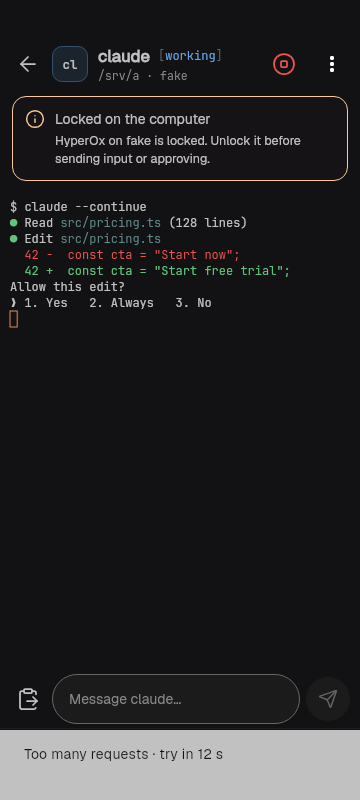 cl
claude [working]
/srv/a · fake
Locked on the computer
HyperOx on fake is locked. Unlock it before
sending input or approving.
$ claude --continue
● Read src/pricing.ts (128 lines)
● Edit src/pricing.ts
42 -  const cta = "Start now";
42 +  const cta = "Start free trial";
Allow this edit?
❯ 1. Yes   2. Always   3. No
Message claude...
Too many requests · try in 12 s